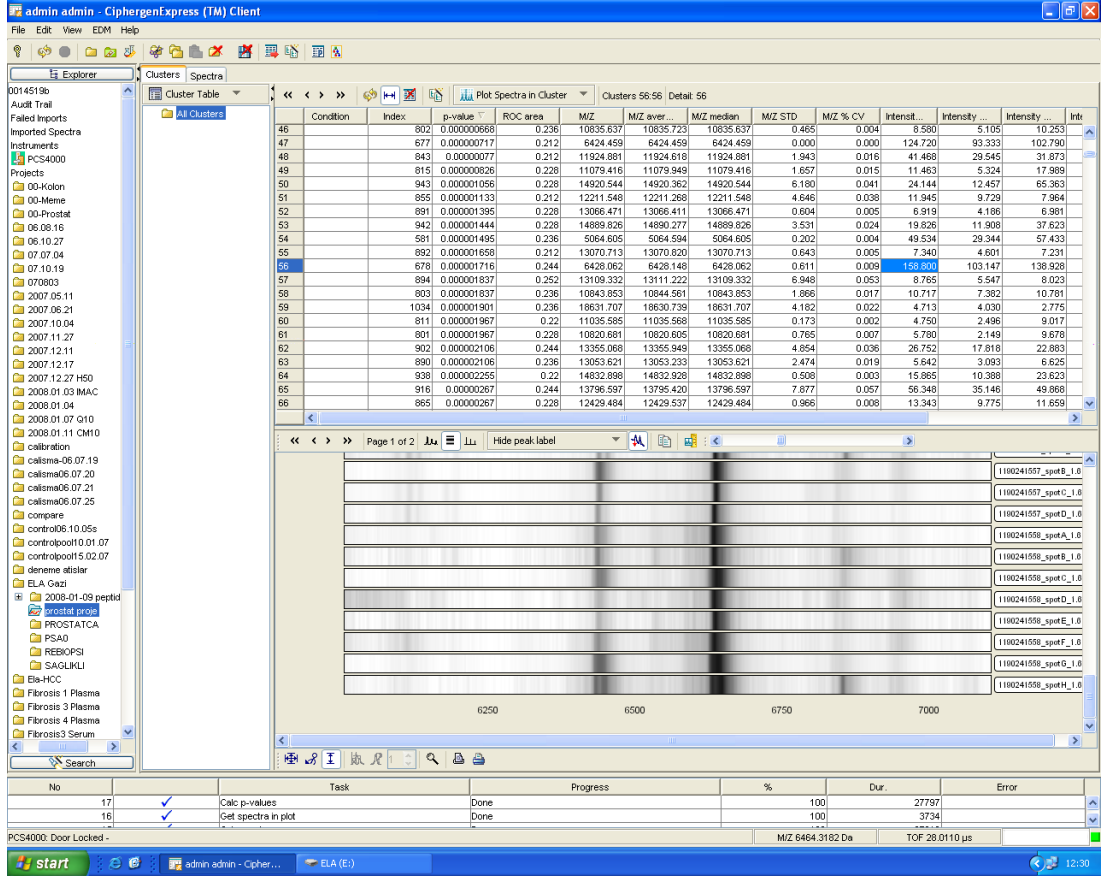 admin admin - CiphergenExpress (TM) Client
File Edit View EDM Help
Explorer
Clusters Spectra
0014519b
Audit Trail
Failed Imports
Imported Spectra
Instruments
PCS4000
Projects
00-Kolon
00-Meme
00-Prostat
06.08.16
06.10.27
07.07.04
07.10.19
070803
2007.05.11
2007.06.21
2007.10.04
2007.11.27
2007.12.11
2007.12.17
2007.12.27 H50
2008.01.03 IMAC
2008.01.04
2008.01.07 Q10
2008.01.11 CM10
calibration
calisma-06.07.19
calisma06.07.20
calisma06.07.21
calisma06.07.25
compare
control06.10.05s
controlpool10.01.07
controlpool15.02.07
deneme atislar
ELA Gazi
2008-01-09 peptid
prostat proje
PROSTATCA
PSA0
REBIOPSI
SAGLIKLI
Ela-HCC
Fibrosis 1 Plasma
Fibrosis 3 Plasma
Fibrosis 4 Plasma
Fibrosis3 Serum
Search
Cluster Table
All Clusters
Plot Spectra in Cluster Clusters 56:56 Detail: 56
Condition Index p-value ROC area M/Z M/Z aver... M/Z median M/Z STD M/Z % CV Intensit... Intensity ... Intensity ... Inte
46 802 0.000000668 0.236 10835.637 10835.723 10835.637 0.465 0.004 8.580 5.105 10.253
47 677 0.000000717 0.212 6424.459 6424.459 6424.459 0.000 0.000 124.720 93.333 102.790
48 843 0.00000077 0.212 11924.881 11924.618 11924.881 1.943 0.016 41.468 29.545 31.873
49 815 0.000000826 0.228 11079.416 11079.949 11079.416 1.657 0.015 11.463 5.324 17.989
50 943 0.000001056 0.228 14920.544 14920.362 14920.544 6.180 0.041 24.144 12.457 65.363
51 855 0.000001133 0.212 12211.548 12211.268 12211.548 4.646 0.038 11.945 9.729 7.964
52 891 0.000001395 0.228 13066.471 13066.411 13066.471 0.604 0.005 6.919 4.186 6.981
53 942 0.000001444 0.228 14889.826 14890.277 14889.826 3.531 0.024 19.826 11.908 37.623
54 581 0.000001495 0.236 5064.605 5064.594 5064.605 0.202 0.004 49.534 29.344 57.433
55 892 0.000001658 0.228 13070.713 13070.820 13070.713 0.643 0.005 7.340 4.601 7.231
56 678 0.000001716 0.244 6428.062 6428.148 6428.062 0.611 0.009 158.800 103.147 138.928
57 894 0.000001837 0.252 13109.332 13111.222 13109.332 6.948 0.053 8.765 5.547 8.023
58 803 0.000001837 0.236 10843.853 10844.561 10843.853 1.866 0.017 10.717 7.382 10.781
59 1034 0.000001901 0.236 18631.707 18630.739 18631.707 4.182 0.022 4.713 4.030 2.775
60 811 0.000001967 0.22 11035.585 11035.568 11035.585 0.173 0.002 4.750 2.496 9.017
61 801 0.000001967 0.228 10820.681 10820.605 10820.681 0.765 0.007 5.780 2.149 9.678
62 902 0.000002106 0.244 13355.068 13355.949 13355.068 4.854 0.036 26.752 17.818 22.883
63 890 0.000002106 0.236 13053.621 13053.233 13053.621 2.474 0.019 5.642 3.093 6.625
64 938 0.000002255 0.22 14832.898 14832.928 14832.898 0.508 0.003 15.865 10.388 23.623
65 916 0.00000267 0.244 13796.597 13795.420 13796.597 7.877 0.057 56.348 35.146 49.868
66 865 0.00000267 0.228 12429.484 12429.537 12429.484 0.966 0.008 13.343 9.775 11.659
Page 1 of 2 Hide peak label
1190241557_spotB_1.0
1190241557_spotC_1.0
1190241557_spotD_1.0
1190241558_spotA_1.0
1190241558_spotB_1.0
1190241558_spotC_1.0
1190241558_spotD_1.0
1190241558_spotE_1.0
1190241558_spotF_1.0
1190241558_spotG_1.0
1190241558_spotH_1.0
6250 6500 6750 7000
1
No Task Progress % Dur. Error
17 Calc p-values Done 100 27797
16 Get spectra in plot Done 100 3734
PCS4000: Door Locked - M/Z 6464.3182 Da TOF 28.0110 µs
start admin admin - Cipher... ELA (E:) 12:30